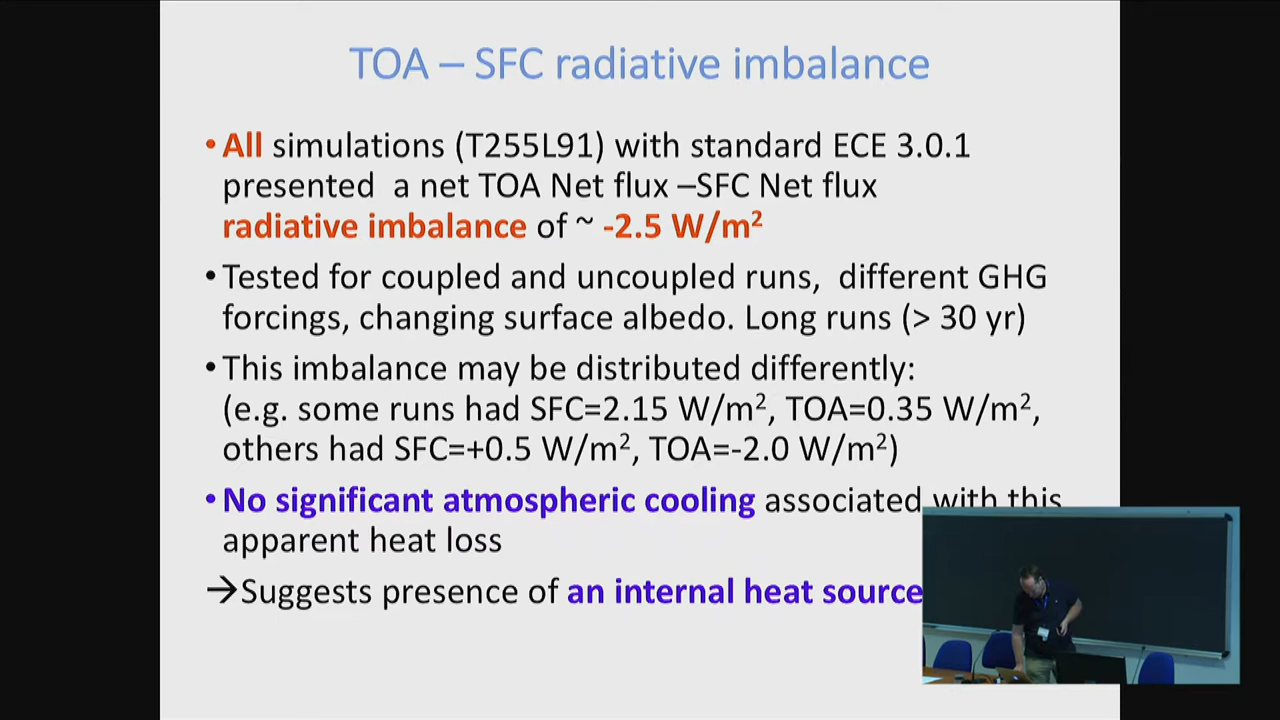 TOA – SFC radiative imbalance
•All simulations (T255L91) with standard ECE 3.0.1
presented a net TOA Net flux –SFC Net flux
radiative imbalance of ~ -2.5 W/m²
•Tested for coupled and uncoupled runs, different GHG
forcings, changing surface albedo. Long runs (> 30 yr)
•This imbalance may be distributed differently:
(e.g. some runs had SFC=2.15 W/m², TOA=0.35 W/m²,
others had SFC=+0.5 W/m², TOA=-2.0 W/m²)
•No significant atmospheric cooling associated with this
apparent heat loss
→Suggests presence of an internal heat source